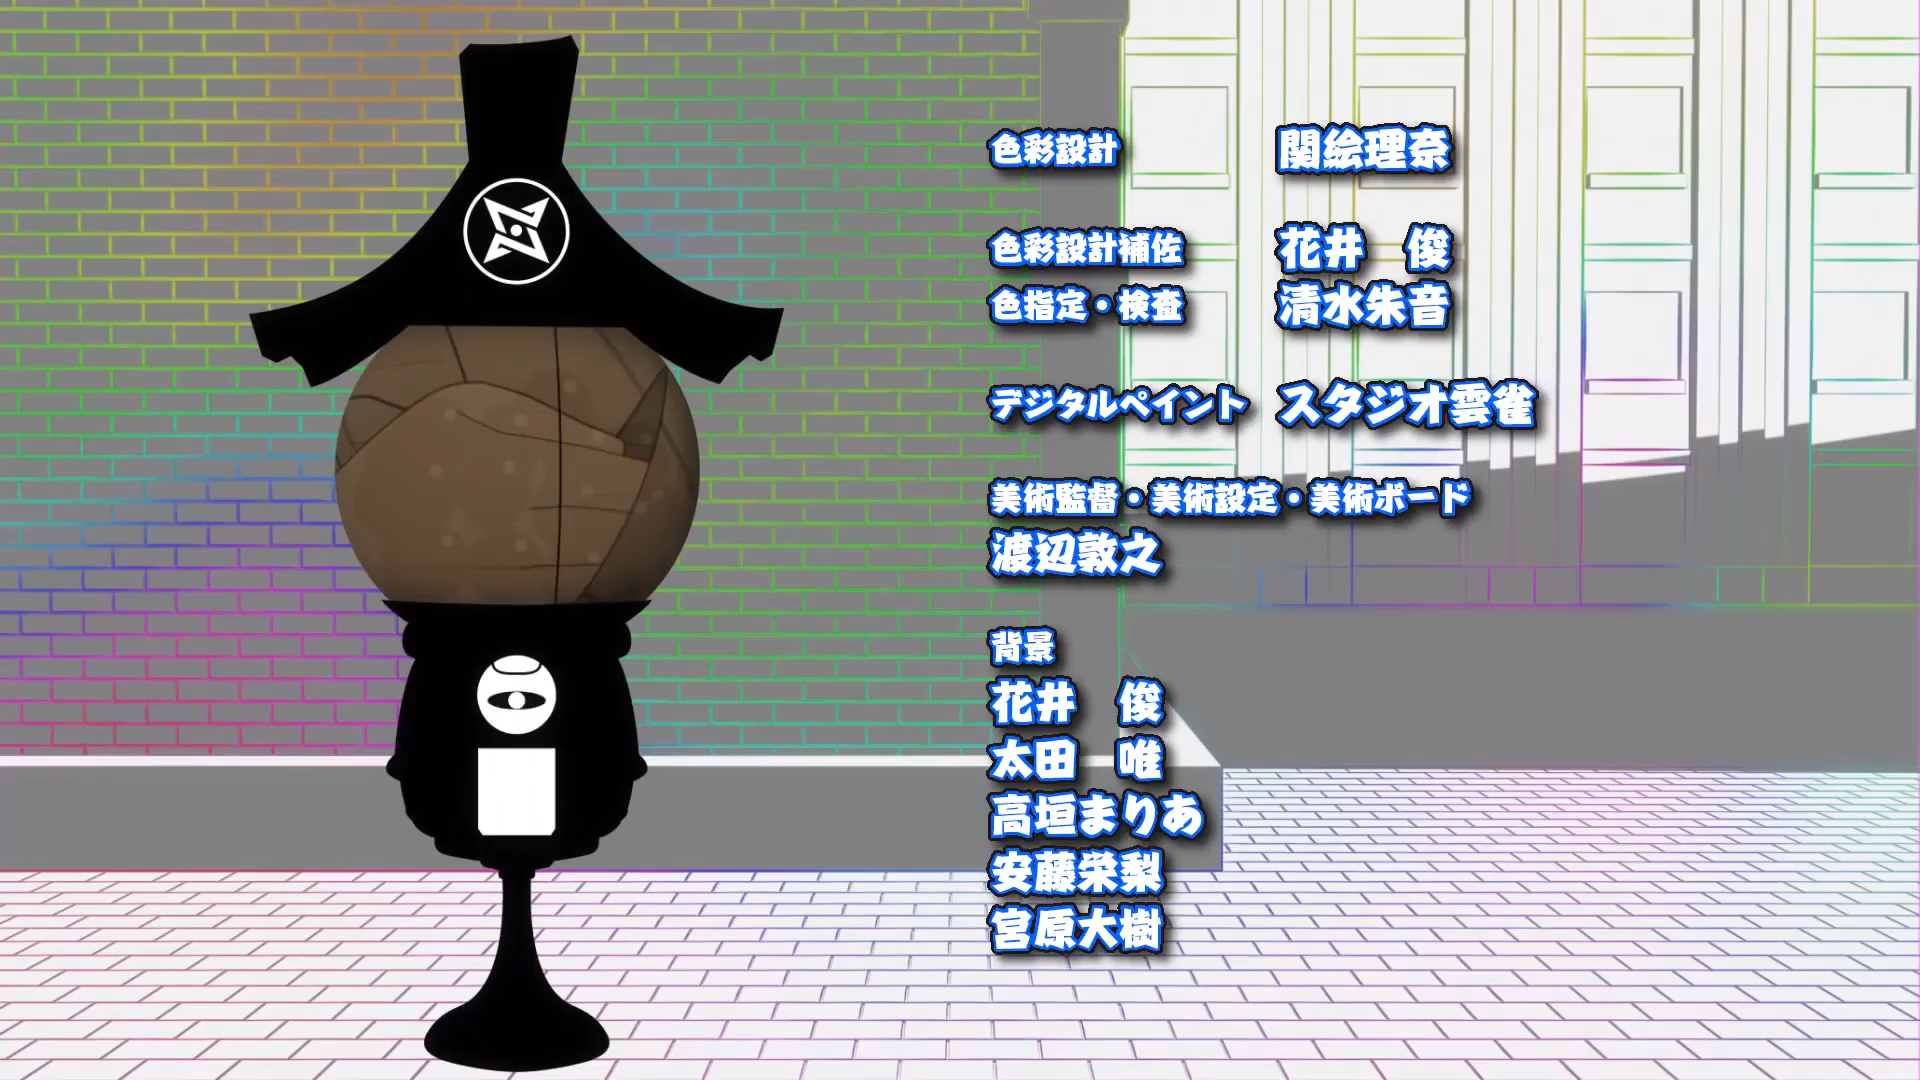 色彩設計　関絵理奈
色彩設計補佐　花井　俊
色指定・検査　清水朱音
デジタルペイント　スタジオ雲雀
美術監督・美術設定・美術ボード
渡辺敦之
背景
花井　俊
太田　唯
高垣まりあ
安藤栄梨
宮原大樹